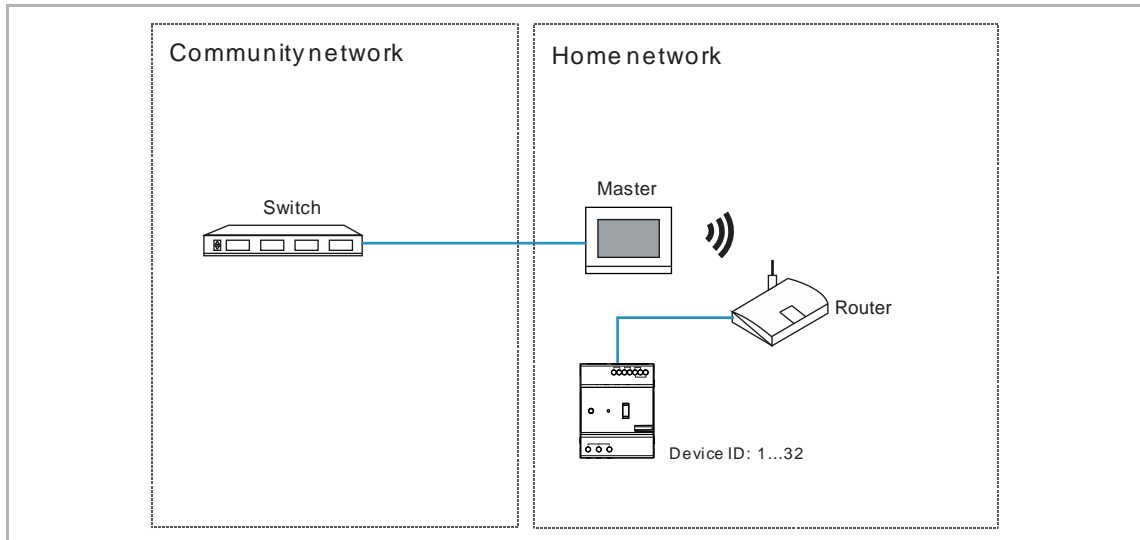 Community network
Home network
Master
Switch
Router
Device ID: 1...32